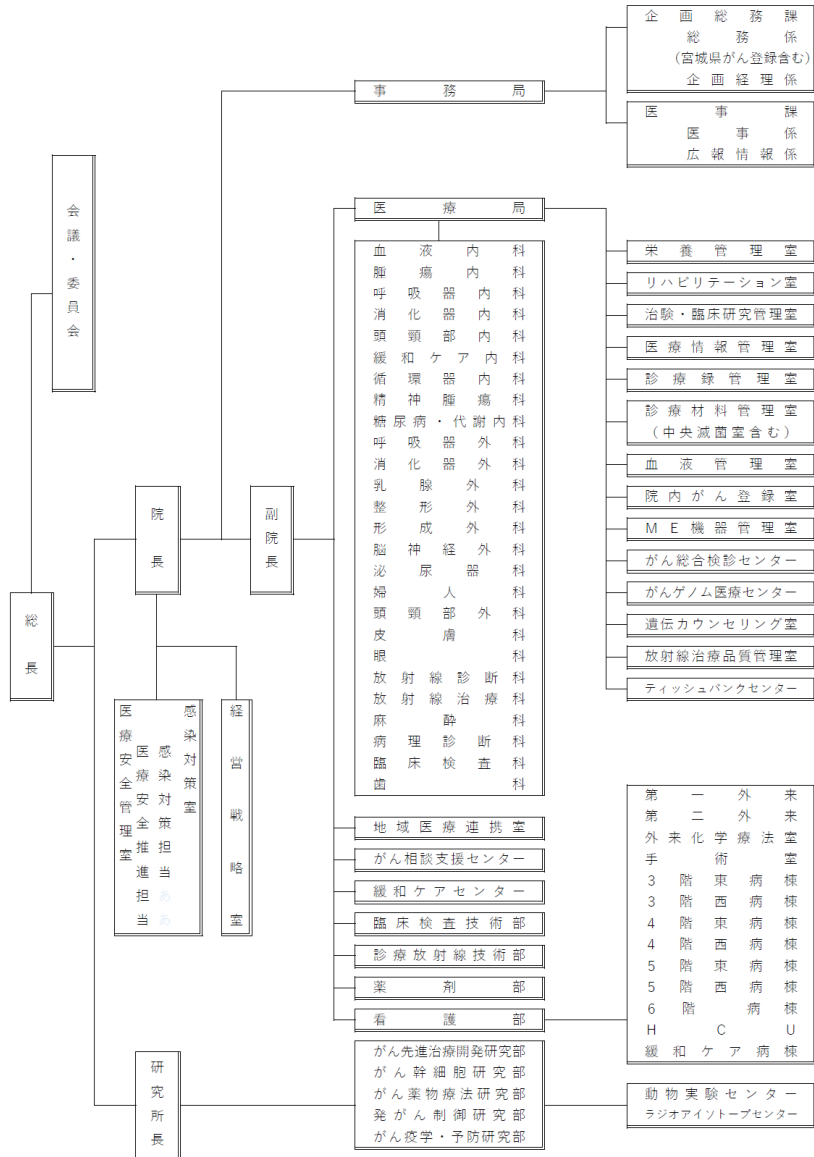 企画総務課
総務係
(宮城県がん登録含む)
企画経理係
事務局
医事課
医事係
広報情報係
会議・委員会
医療局
血液内科
腫瘍内科
呼吸器内科
消化器内科
頭頸部内科
緩和ケア内科
循環器内科
精神腫瘍科
糖尿病・代謝内科
呼吸器外科
消化器外科
乳腺外科
整形外科
形成外科
脳神経外科
泌尿器科
婦人科
頭頸部外科
皮膚科
眼科
放射線診断科
放射線治療科
麻酔科
病理診断科
臨床検査科
歯科
栄養管理室
リハビリテーション室
治験・臨床研究管理室
医療情報管理室
診療録管理室
診療材料管理室
(中央滅菌室含む)
血液管理室
院内がん登録室
ME機器管理室
がん総合検診センター
がんゲノム医療センター
遺伝カウンセリング室
放射線治療品質管理室
ティッシュバンクセンター
院長
副院長
総長
感染対策室
感染対策担当ああ
医療安全推進担当
医療安全管理室
経営戦略室
地域医療連携室
がん相談支援センター
緩和ケアセンター
臨床検査技術部
診療放射線技術部
薬剤部
看護部
第一外来
第二外来
外来化学療法室
手術室
3階東病棟
3階西病棟
4階東病棟
4階西病棟
5階東病棟
5階西病棟
6階病棟
HCU
緩和ケア病棟
研究所長
がん先進治療開発研究部
がん幹細胞研究部
がん薬物療法研究部
発がん制御研究部
がん疫学・予防研究部
動物実験センター
ラジオアイソトープセンター